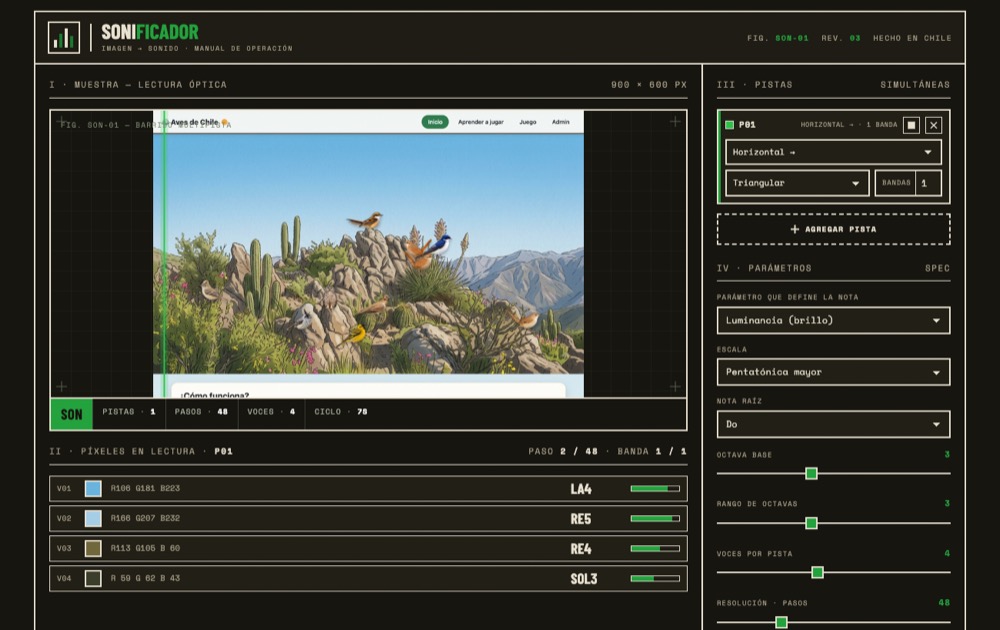 SONIFICADOR
IMAGEN → SONIDO · MANUAL DE OPERACIÓN
FIG. SON-01 REV. 03 HECHO EN CHILE
I · MUESTRA — LECTURA ÓPTICA
900 × 600 PX
FIG. SON-01 — BARRIDO MULTIPISTA
Aves de Chile
Inicio
Aprender a jugar
Juego
Admin
¿Cómo funciona?
SON
PISTAS · 1
PASOS · 48
VOCES · 4
CICLO · 78
II · PÍXELES EN LECTURA · P01
PASO 2 / 48 · BANDA 1 / 1
V01 R106 G181 B223 LA4
V02 R166 G207 B232 RE5
V03 R113 G105 B 60 RE4
V04 R 59 G 62 B 43 SOL3
III · PISTAS
SIMULTÁNEAS
P01
HORIZONTAL → · 1 BANDA
Horizontal →
Triangular
BANDAS 1
+ AGREGAR PISTA
IV · PARÁMETROS
SPEC
PARÁMETRO QUE DEFINE LA NOTA
Luminancia (brillo)
ESCALA
Pentatónica mayor
NOTA RAÍZ
Do
OCTAVA BASE 3
RANGO DE OCTAVAS 3
VOCES POR PISTA 4
RESOLUCIÓN · PASOS 48